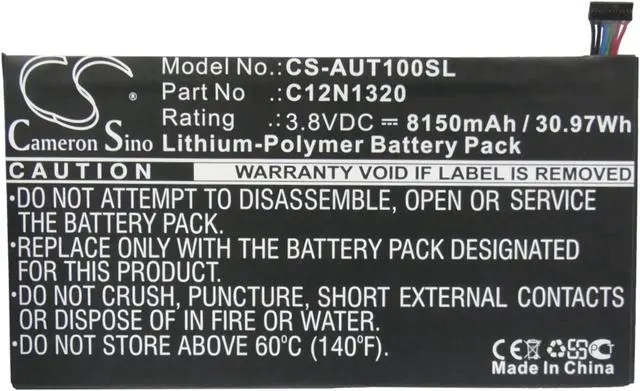 CS
®
Cameron Sino
Model No.: CS-AUT100SL
Part No :. C12N1320
Rating : 3.8VDC⎓ 8150mAh / 30.97Wh
Lithium-Polymer Battery Pack
CAUTION WARRANTY VOID IF LABEL IS REMOVED
•DO NOT ATTEMPT TO DISASSEMBLE, OPEN OR SERVICE
THE BATTERY PACK.
•REPLACE ONLY WITH THE BATTERY PACK DESIGNATED
FOR THIS PRODUCT.
•DO NOT CRUSH, PUNCTURE, SHORT EXTERNAL CONTACTS
OR DISPOSE OF IN FIRE OR WATER.
•DO NOT DISASSEMBLE ABOVE 60°C (140°F).
CE
Made In China